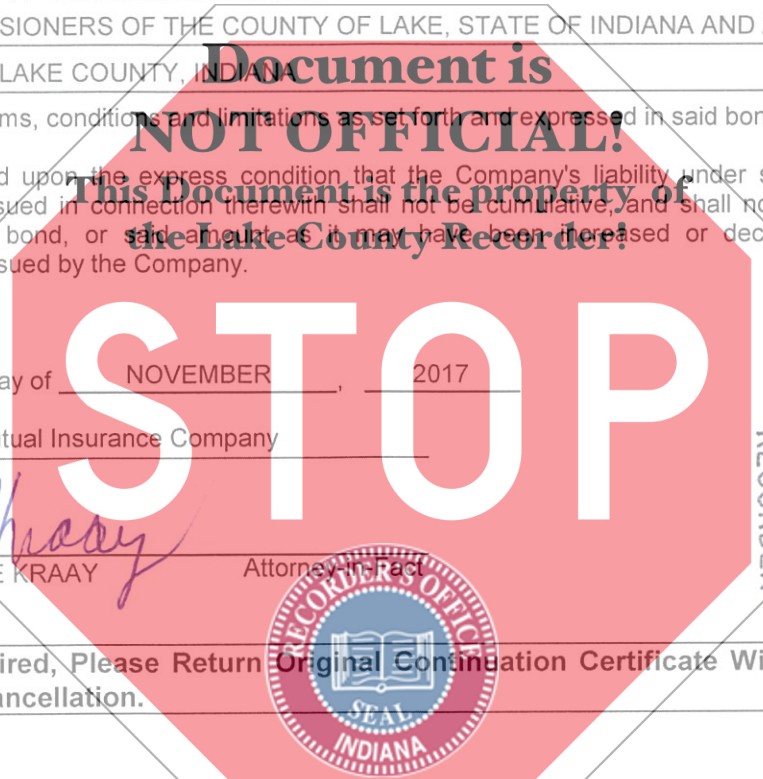 SIONERS OF THE COUNTY OF LAKE, STATE OF INDIANA AND
LAKE COUNTY, INDIANA
Document is
ms, conditions and limitations as set forth and expressed in said bon
NOT OFFICIAL!
d upon the express condition that the Company's liability under s
This Document is the property of
sued in connection therewith shall not be cumulative, and shall no
the Lake County Recorder!
bond, or said amount as it may have been increased or dec
sued by the Company.
STOP
ay of NOVEMBER, 2017
tual Insurance Company
Kraay
E KRAAY Attorney-in-Fact
RECORDER
RECORDER'S OFFICE
SEAL
INDIANA
ired, Please Return Original Continuation Certificate Wi
ancellation.